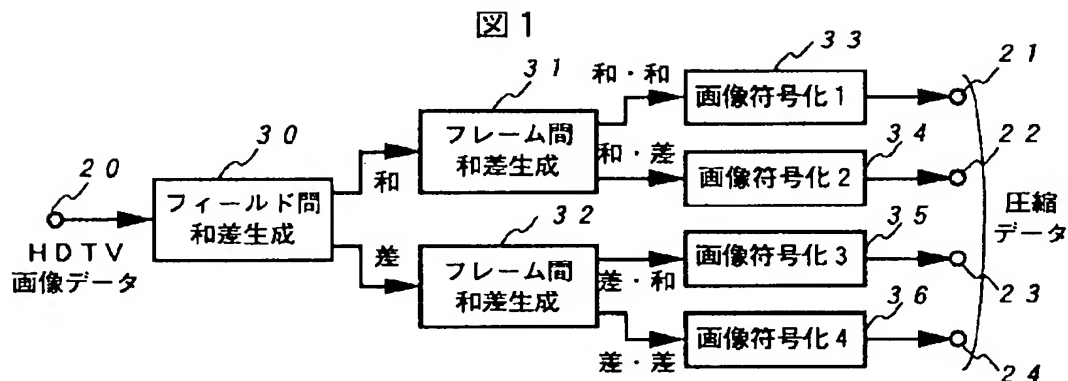 図1
20
HDTV
画像データ
30
フィールド間
和差生成
和
差
31
フレーム間
和差生成
32
フレーム間
和差生成
和・和
和・差
差・和
差・差
33
画像符号化1
34
画像符号化2
35
画像符号化3
36
画像符号化4
21
22
圧縮
データ
23
24